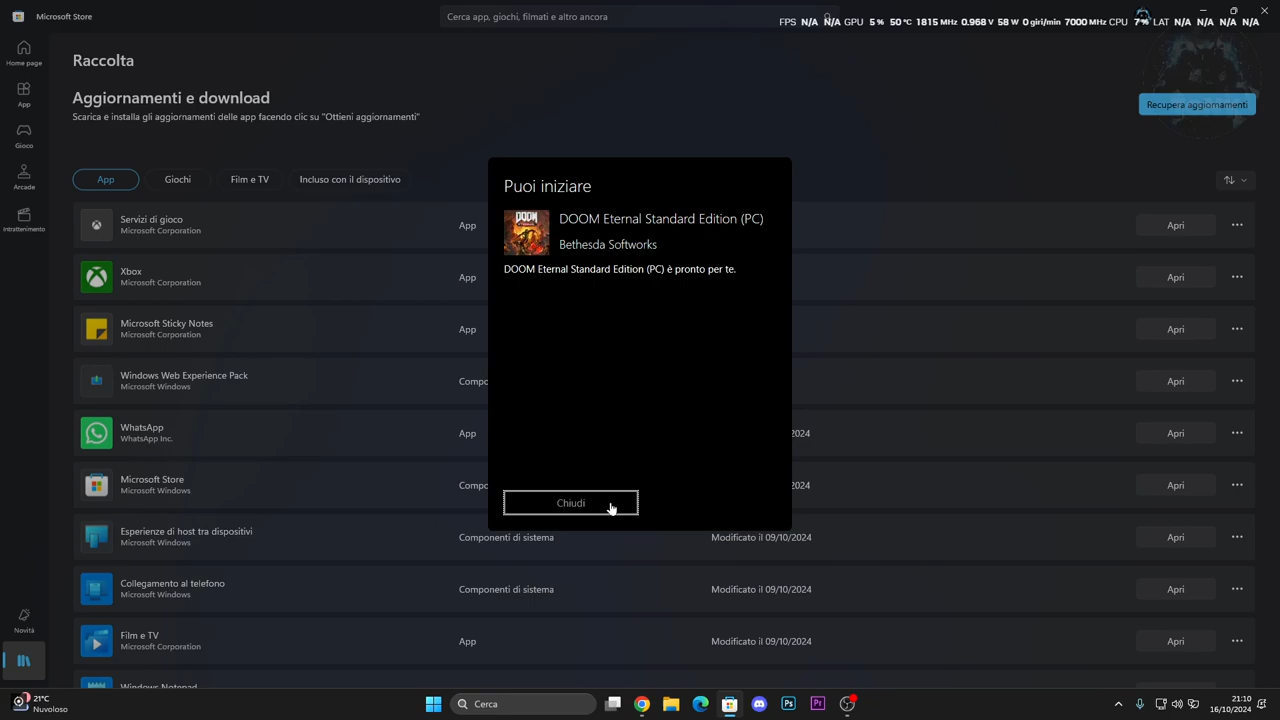 Microsoft Store
Cerca app, giochi, filmati e altro ancora
FPS N/A N/A GPU 5 % 50 °C 1815 MHz 0.968 V 58 W 0 giri/min 7000 MHz CPU 7 % LAT N/A N/A N/A N/A
Home page
App
Gioco
Arcade
Intrattenimento
Novità
Raccolta
Aggiornamenti e download
Scarica e installa gli aggiornamenti delle app facendo clic su "Ottieni aggiornamenti"
Recupera aggiornamenti
App Giochi Film e TV Incluso con il dispositivo
Servizi di gioco
Microsoft Corporation
App
Apri
Xbox
Microsoft Corporation
App
Apri
Microsoft Sticky Notes
Microsoft Corporation
App
Apri
Windows Web Experience Pack
Microsoft Windows
Compo
Apri
WhatsApp
WhatsApp Inc.
App
2024
Apri
Microsoft Store
Microsoft Windows
Compo
2024
Apri
Esperienze di host tra dispositivi
Microsoft Windows
Componenti di sistema
Modificato il 09/10/2024
Apri
Collegamento al telefono
Microsoft Windows
Componenti di sistema
Modificato il 09/10/2024
Apri
Film e TV
Microsoft Corporation
App
Modificato il 09/10/2024
Apri
Windows Notepad
Puoi iniziare
DOOM Eternal Standard Edition (PC)
Bethesda Softworks
DOOM Eternal Standard Edition (PC) è pronto per te.
Chiudi
21°C
Nuvoloso
Cerca
21:10
16/10/2024